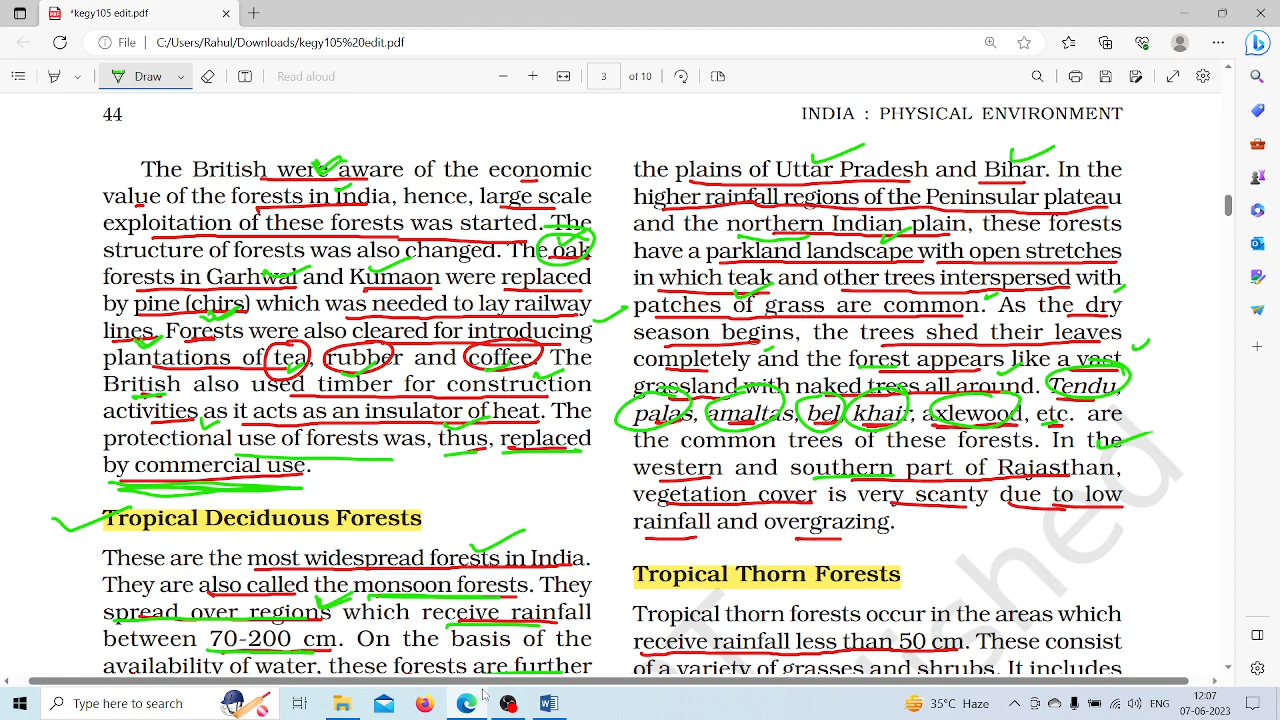 *kegy105 edit.pdf
File
C:/Users/Rahul/Downloads/kegy105%20edit.pdf
Draw
Read aloud
3
of 10
44
INDIA : PHYSICAL ENVIRONMENT
The British were aware of the economic
value of the forests in India, hence, large scale
exploitation of these forests was started. The
structure of forests was also changed. The oak
forests in Garhwal and Kumaon were replaced
by pine (chirs) which was needed to lay railway
lines. Forests were also cleared for introducing
plantations of tea, rubber and coffee. The
British also used timber for construction
activities as it acts as an insulator of heat. The
protectional use of forests was, thus, replaced
by commercial use.
Tropical Deciduous Forests
These are the most widespread forests in India.
They are also called the monsoon forests. They
spread over regions which receive rainfall
between 70-200 cm. On the basis of the
availability of water, these forests are further
the plains of Uttar Pradesh and Bihar. In the
higher rainfall regions of the Peninsular plateau
and the northern Indian plain, these forests
have a parkland landscape with open stretches
in which teak and other trees interspersed with
patches of grass are common. As the dry
season begins, the trees shed their leaves
completely and the forest appears like a vast
grassland with naked trees all around. Tendu,
palas, amaltas, bel, khair, axlewood, etc. are
the common trees of these forests. In the
western and southern part of Rajasthan,
vegetation cover is very scanty due to low
rainfall and overgrazing.
Tropical Thorn Forests
Tropical thorn forests occur in the areas which
receive rainfall less than 50 cm. These consist
of a variety of grasses and shrubs. It includes
Type here to search
35°C Haze
12:07
07-06-2023